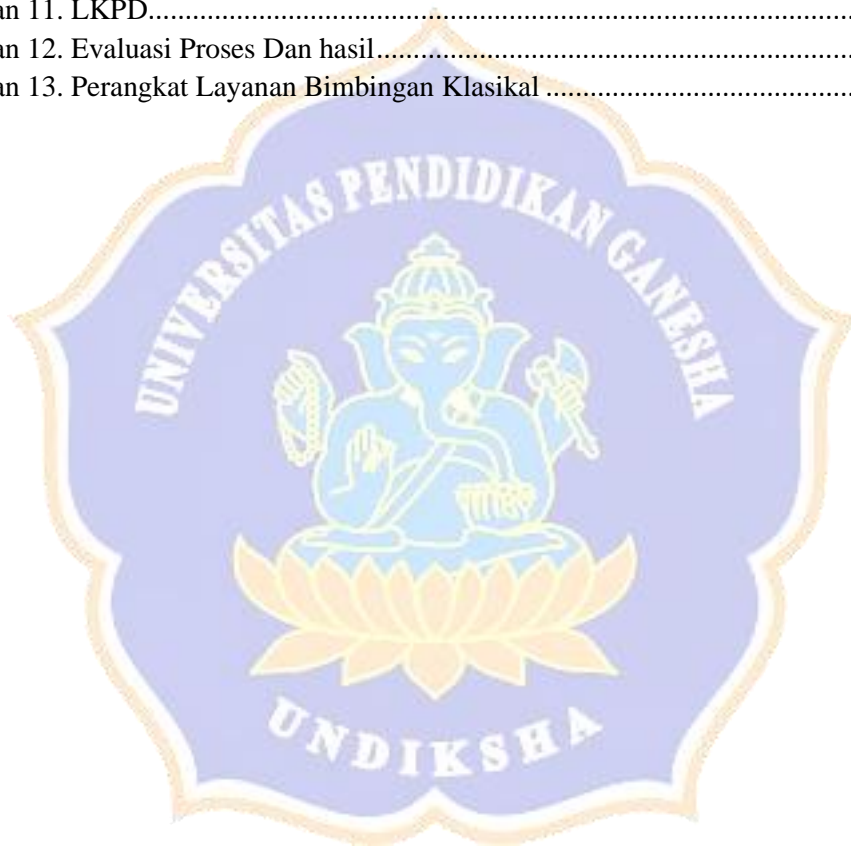 an 11. LKPD....................................................................................................
an 12. Evaluasi Proses Dan hasil....................................................................
an 13. Perangkat Layanan Bimbingan Klasikal ............................................
UNIVERSITAS PENDIDIKAN GANESHA
UNDIKSHA